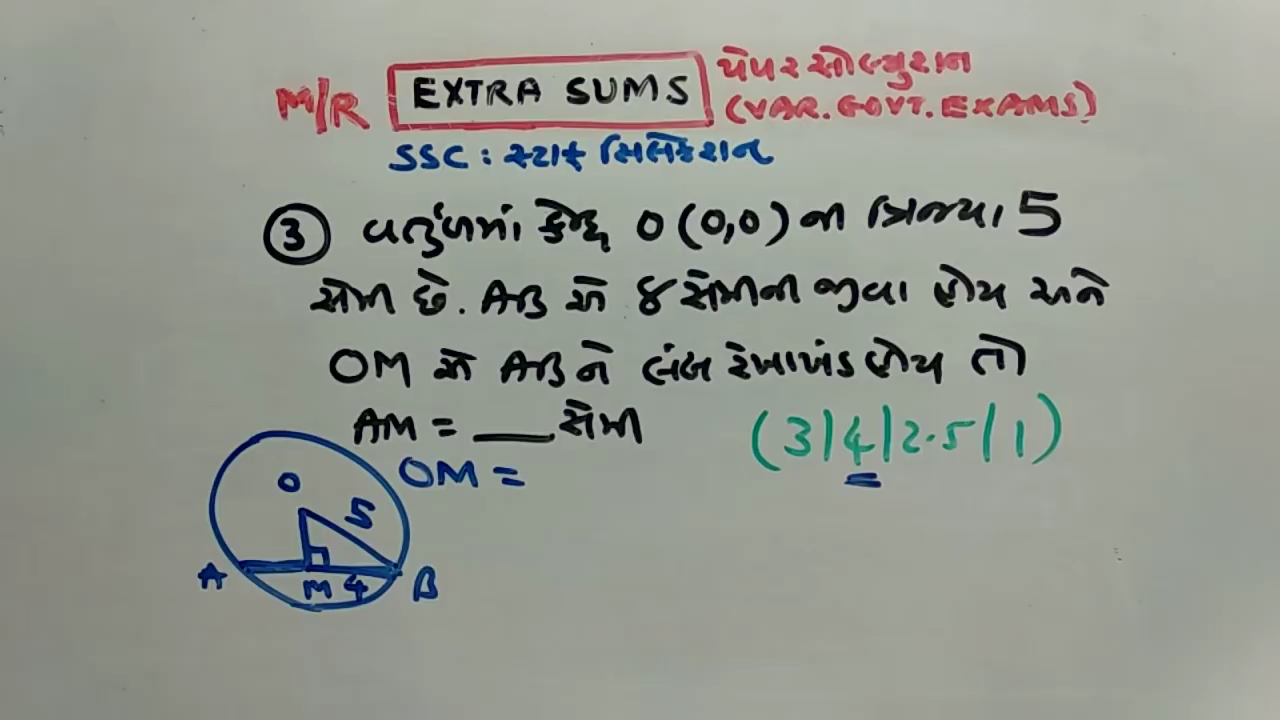 M/R EXTRA SUMS પેપર સોલ્યુશન
(VAR. GOVT. EXAMS)
SSC : સ્ટાફ સિલેકશન
3 વર્તુળમાં કેન્દ્ર O (0,0) ના ત્રિજ્યા 5
સેમી છે. AB એ 8 સેમીની જીવા હોય અને
OM એ AB ને લંબ રેખાખંડ હોય તો
AM = ___ સેમી (3/4/2.5/1)
OM =
O
5
A M 4 B